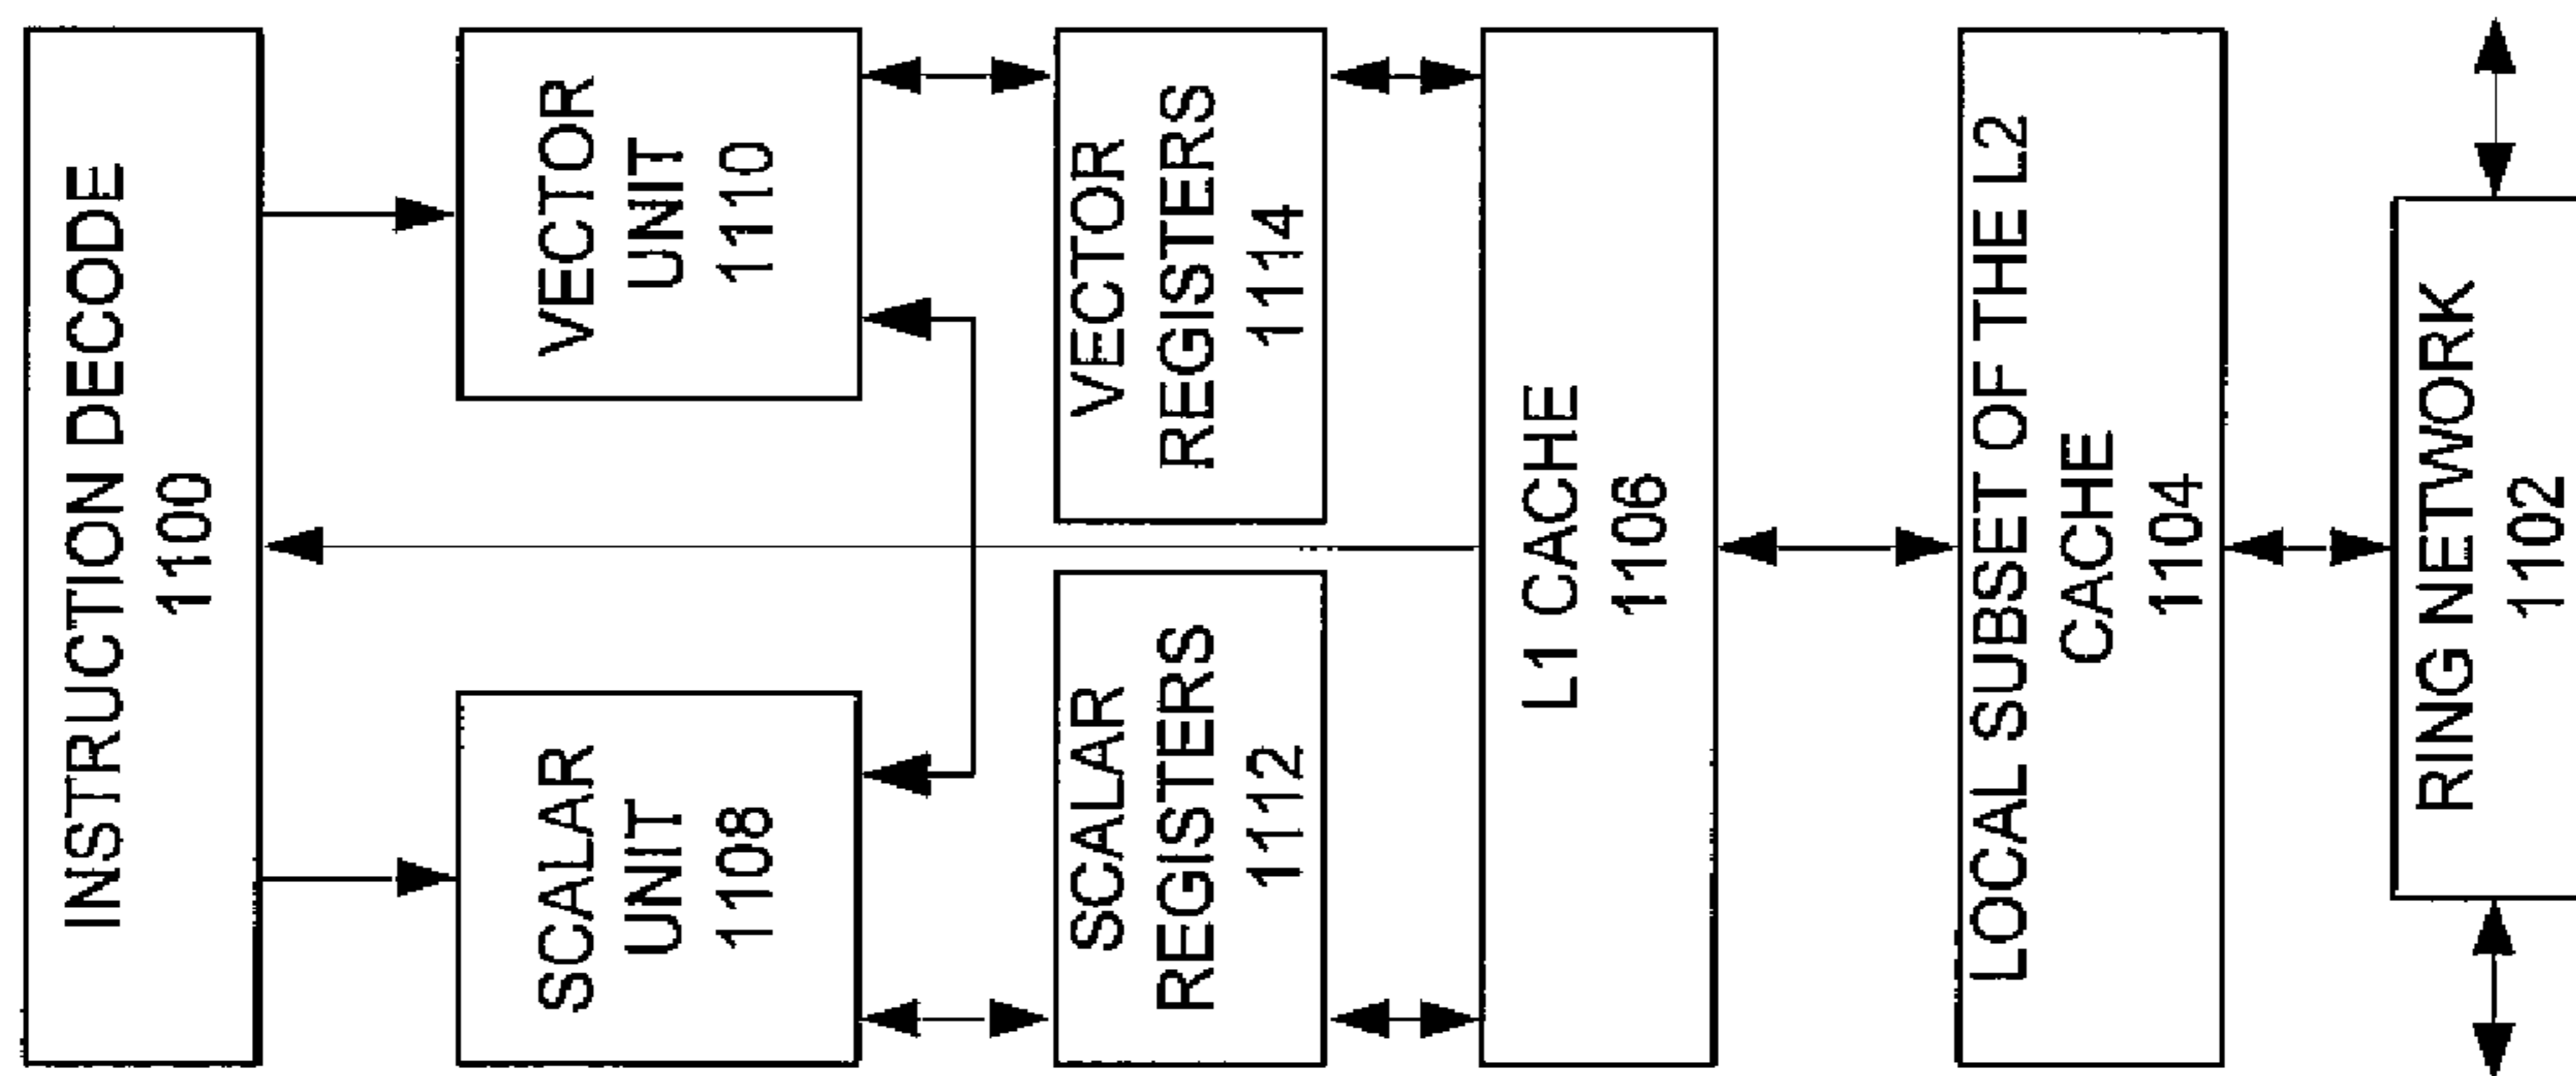 INSTRUCTION DECODE
1100
SCALAR
UNIT
1108
VECTOR
UNIT
1110
SCALAR
REGISTERS
1112
VECTOR
REGISTERS
1114
L1 CACHE
1106
LOCAL SUBSET OF THE L2
CACHE
1104
RING NETWORK
1102